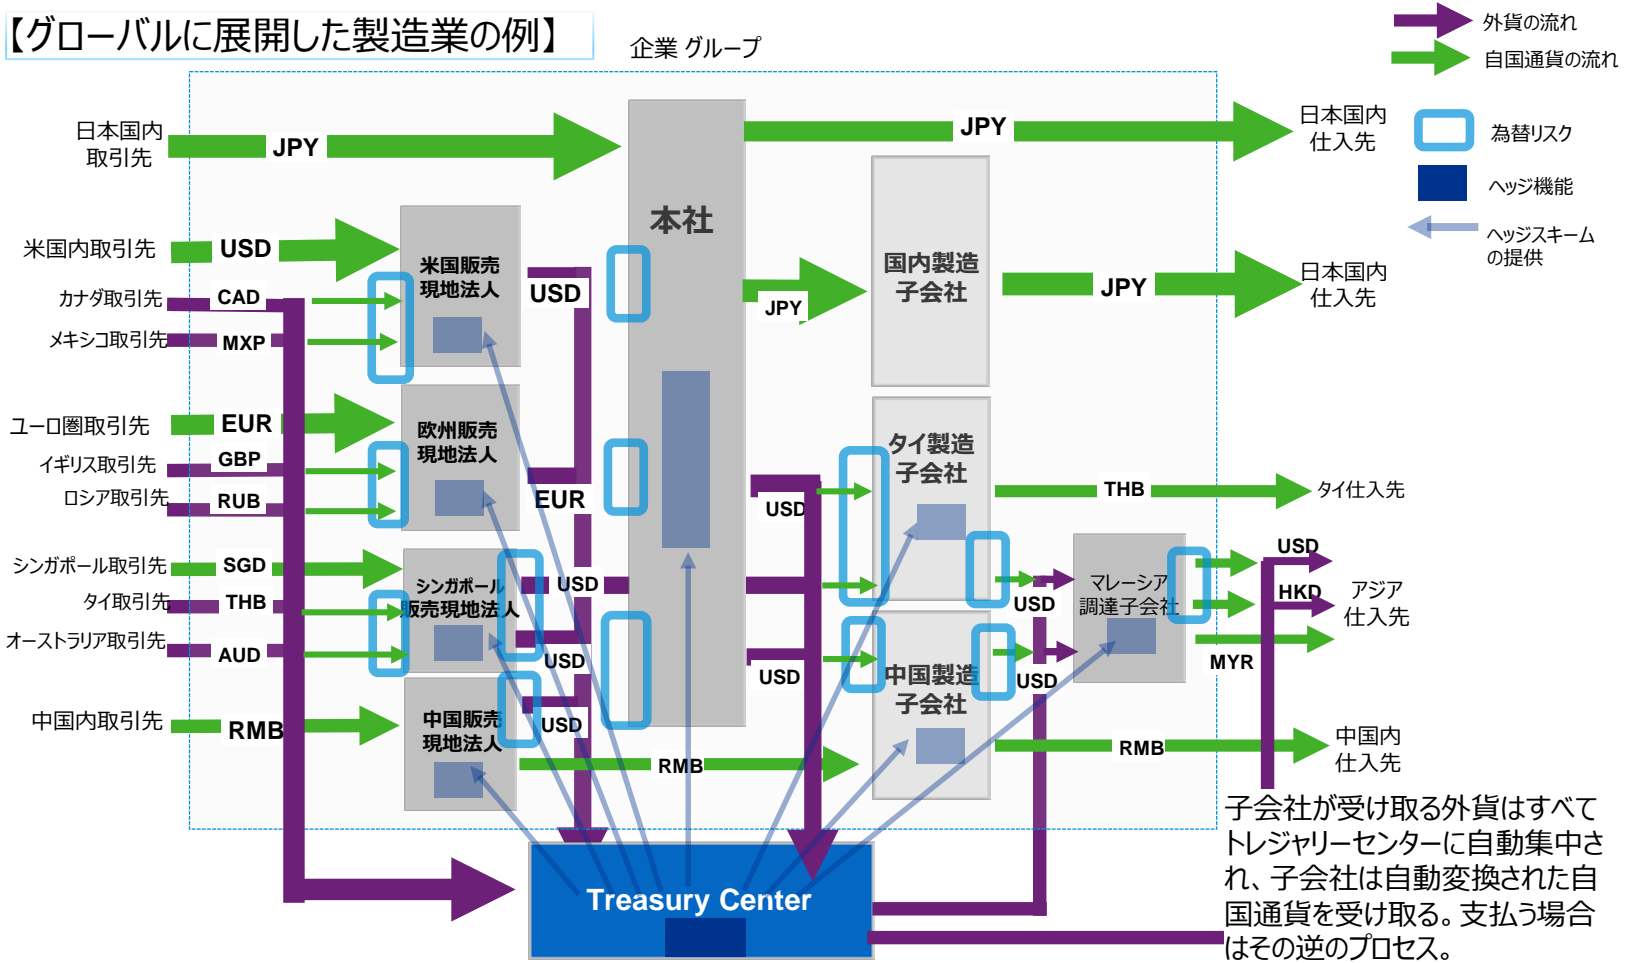 【グローバルに展開した製造業の例】
企業 グループ
外貨の流れ
自国通貨の流れ
為替リスク
ヘッジ機能
ヘッジスキーム
の提供
日本国内
取引先
JPY
JPY
日本国内
仕入先
本社
米国内取引先
USD
カナダ取引先
CAD
メキシコ取引先
MXP
米国販売
現地法人
USD
JPY
国内製造
子会社
JPY
日本国内
仕入先
ユーロ圏取引先
EUR
イギリス取引先
GBP
ロシア取引先
RUB
欧州販売
現地法人
EUR
USD
タイ製造
子会社
THB
タイ仕入先
シンガポール取引先
SGD
タイ取引先
THB
オーストラリア取引先
AUD
シンガポール
販売現地法人
USD
USD
USD
USD
USD
マレーシア
調達子会社
USD
HKD
アジア
仕入先
MYR
中国内取引先
RMB
中国販売
現地法人
USD
RMB
中国製造
子会社
RMB
中国内
仕入先
Treasury Center
子会社が受け取る外貨はすべて
トレジャリーセンターに自動集中さ
れ、子会社は自動変換された自
国通貨を受け取る。支払う場合
はその逆のプロセス。